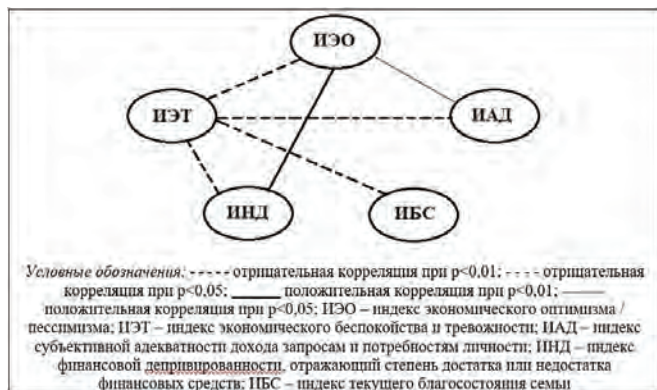 ИЭО
ИЭТ
ИАД
ИНД
ИБС
Условные обозначения: - - - - - отрицательная корреляция при p<0,01; - - - - отрицательная
корреляция при p<0,05; ______ положительная корреляция при p<0,01; ——
положительная корреляция при p<0,05; ИЭО – индекс экономического оптимизма /
пессимизма; ИЭТ – индекс экономического беспокойства и тревожности; ИАД – индекс
субъективной адекватности дохода запросам и потребностям личности; ИНД – индекс
финансовой депривированности, отражающий степень достатка или недостатка
финансовых средств; ИБС – индекс текущего благосостояния семьи